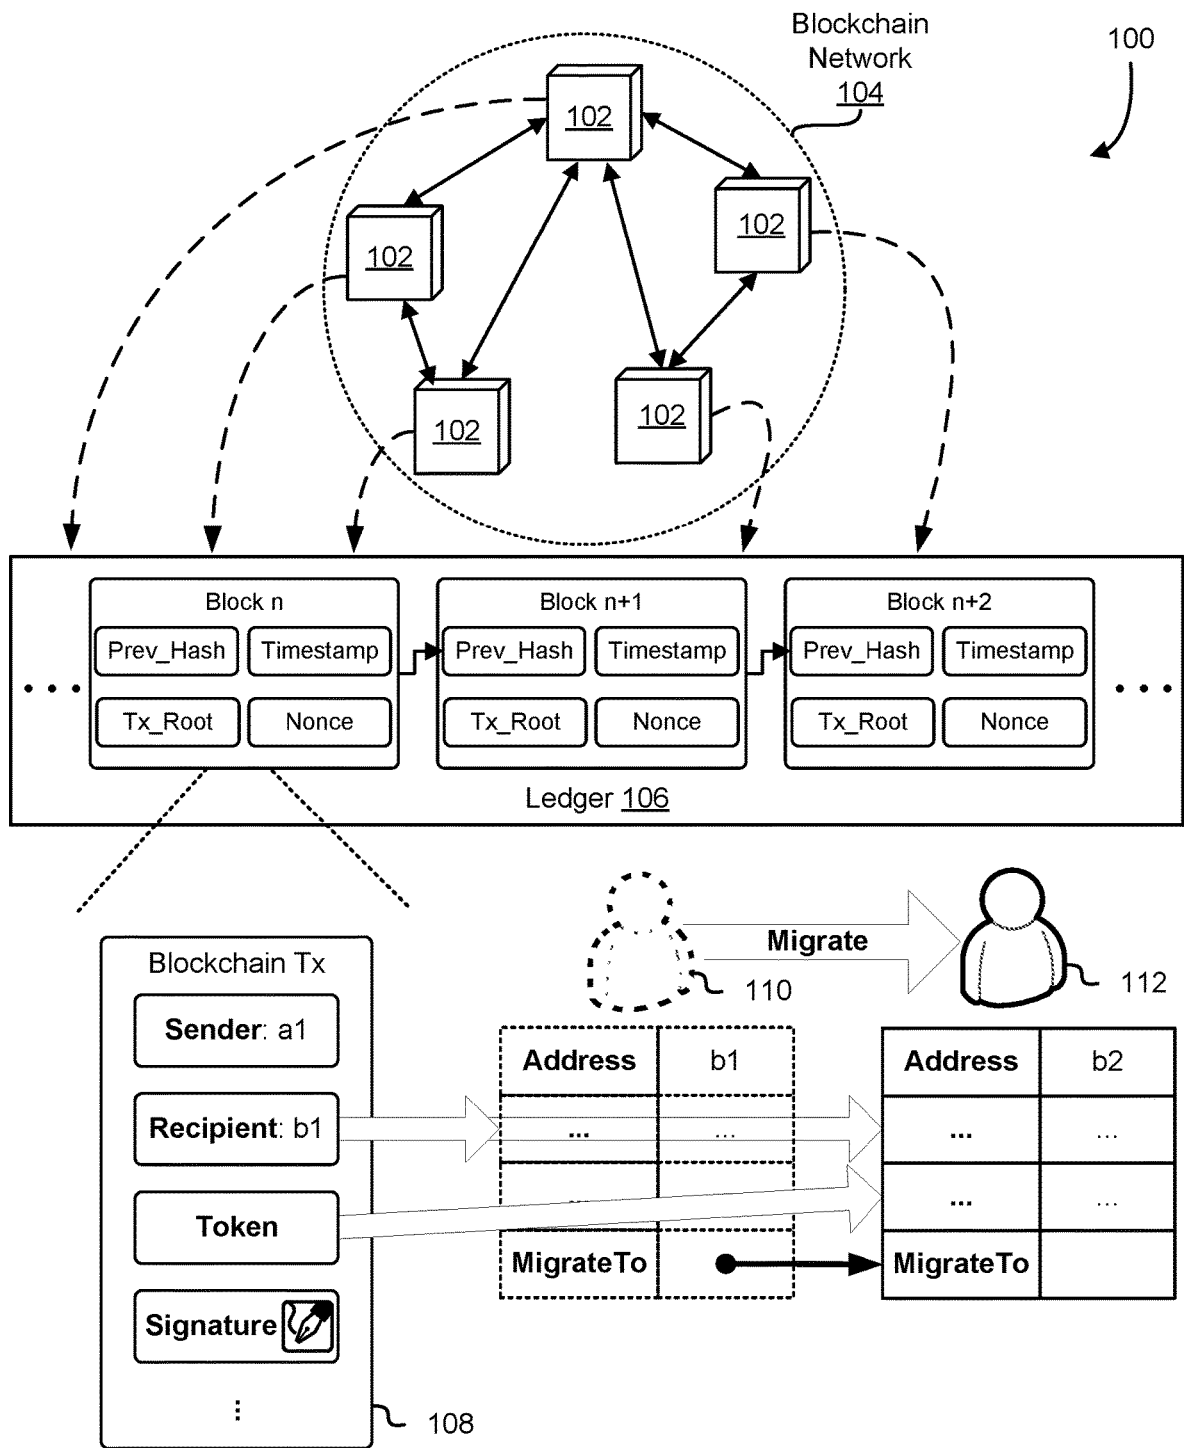 Blockchain
Network
104
100
102
102
102
102
102
Block n
Block n+1
Block n+2
Prev_Hash
Timestamp
Prev_Hash
Timestamp
Prev_Hash
Timestamp
• • •
• • •
Tx_Root
Nonce
Tx_Root
Nonce
Tx_Root
Nonce
Ledger 106
Migrate
110
112
Blockchain Tx
Sender: a1
Recipient: b1
Token
Signature
⋮
108
Address b1
... ...
...
MigrateTo
Address b2
... ...
... ...
MigrateTo